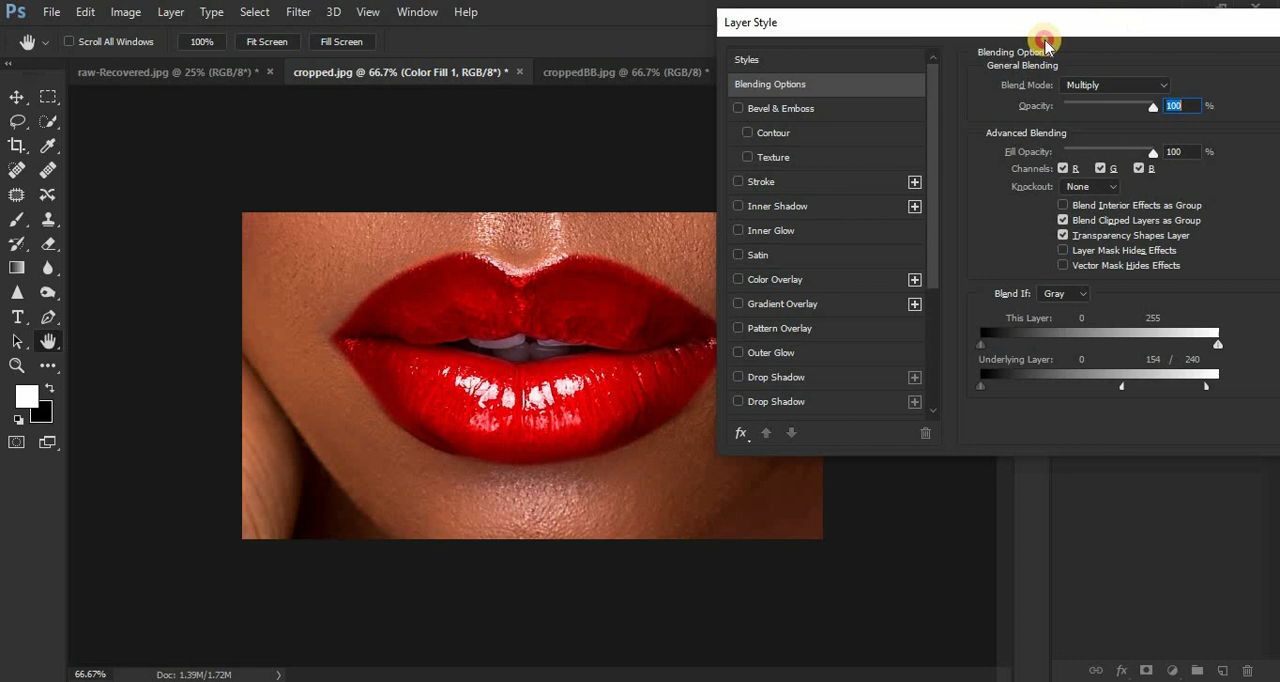 Ps File Edit Image Layer Type Select Filter 3D View Window Help
Layer Style
Scroll All Windows 100% Fit Screen Fill Screen
raw-Recovered.jpg @ 25% (RGB/8*) * × cropped.jpg @ 66.7% (Color Fill 1, RGB/8*) * × croppedBB.jpg @ 66.7% (RGB/8) *
Styles
Blending Options
Bevel & Emboss
Contour
Texture
Stroke
Inner Shadow
Inner Glow
Satin
Color Overlay
Gradient Overlay
Pattern Overlay
Outer Glow
Drop Shadow
Drop Shadow
fx
Blending Options
General Blending
Blend Mode: Multiply
Opacity: 100 %
Advanced Blending
Fill Opacity: 100 %
Channels: R G B
Knockout: None
Blend Interior Effects as Group
Blend Clipped Layers as Group
Transparency Shapes Layer
Layer Mask Hides Effects
Vector Mask Hides Effects
Blend If: Gray
This Layer: 0 255
Underlying Layer: 0 154 / 240
66.67% Doc: 1.39M/1.72M
fx